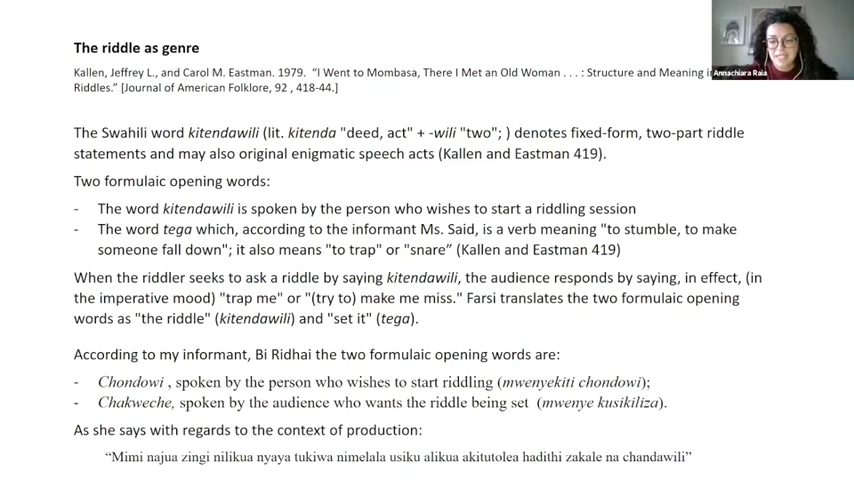 The riddle as genre
Kallen, Jeffrey L., and Carol M. Eastman. 1979. “I Went to Mombasa, There I Met an Old Woman . . . : Structure and Meaning
Riddles.” [Journal of American Folklore, 92 , 418-44.]
Annachiara Raia
The Swahili word kitendawili (lit. kitenda "deed, act" + -wili "two"; ) denotes fixed-form, two-part riddle
statements and may also original enigmatic speech acts (Kallen and Eastman 419).
Two formulaic opening words:
- The word kitendawili is spoken by the person who wishes to start a riddling session
- The word tega which, according to the informant Ms. Said, is a verb meaning "to stumble, to make
someone fall down"; it also means "to trap" or "snare” (Kallen and Eastman 419)
When the riddler seeks to ask a riddle by saying kitendawili, the audience responds by saying, in effect, (in
the imperative mood) "trap me" or "(try to) make me miss." Farsi translates the two formulaic opening
words as "the riddle" (kitendawili) and "set it" (tega).
According to my informant, Bi Ridhai the two formulaic opening words are:
- Chondowi , spoken by the person who wishes to start riddling (mwenyekiti chondowi);
- Chakweche, spoken by the audience who wants the riddle being set (mwenye kusikiliza).
As she says with regards to the context of production:
“Mimi najua zingi nilikua nyaya tukiwa nimelala usiku alikua akitutolea hadithi zakale na chandawili”